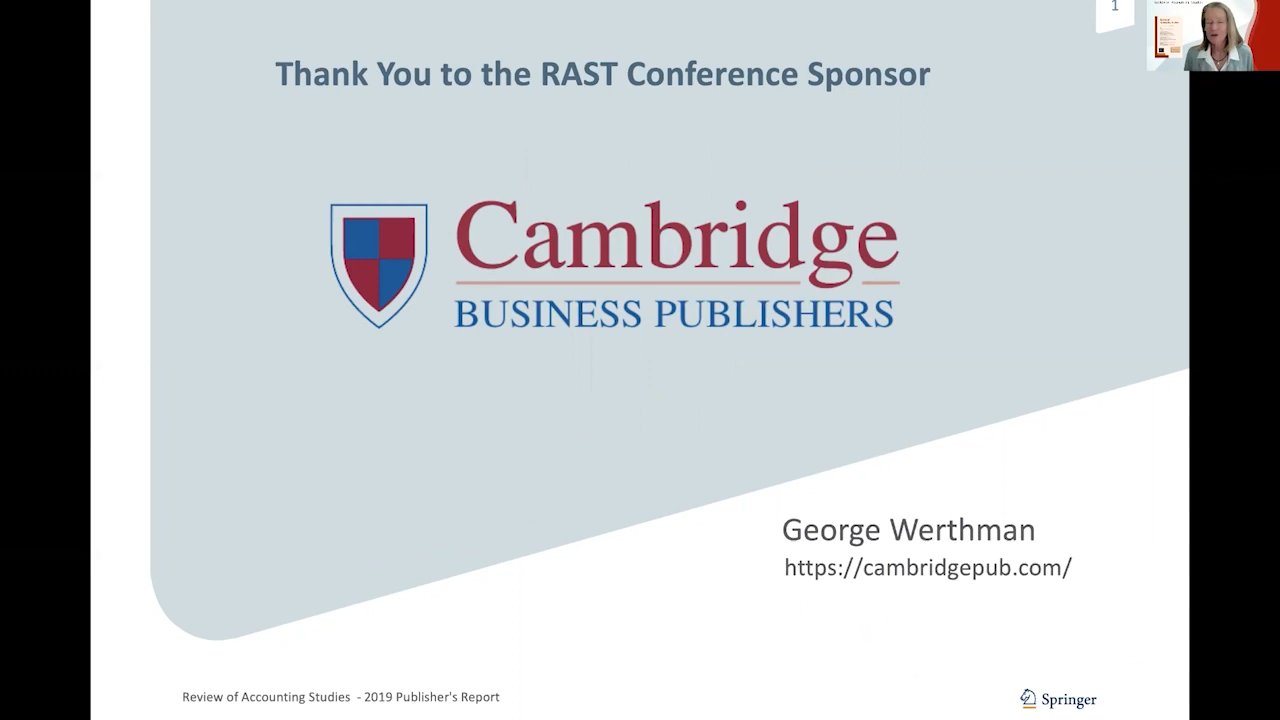 1
Thank You to the RAST Conference Sponsor
Cambridge
BUSINESS PUBLISHERS
George Werthman
https://cambridgepub.com/
Review of Accounting Studies - 2019 Publisher's Report
Springer